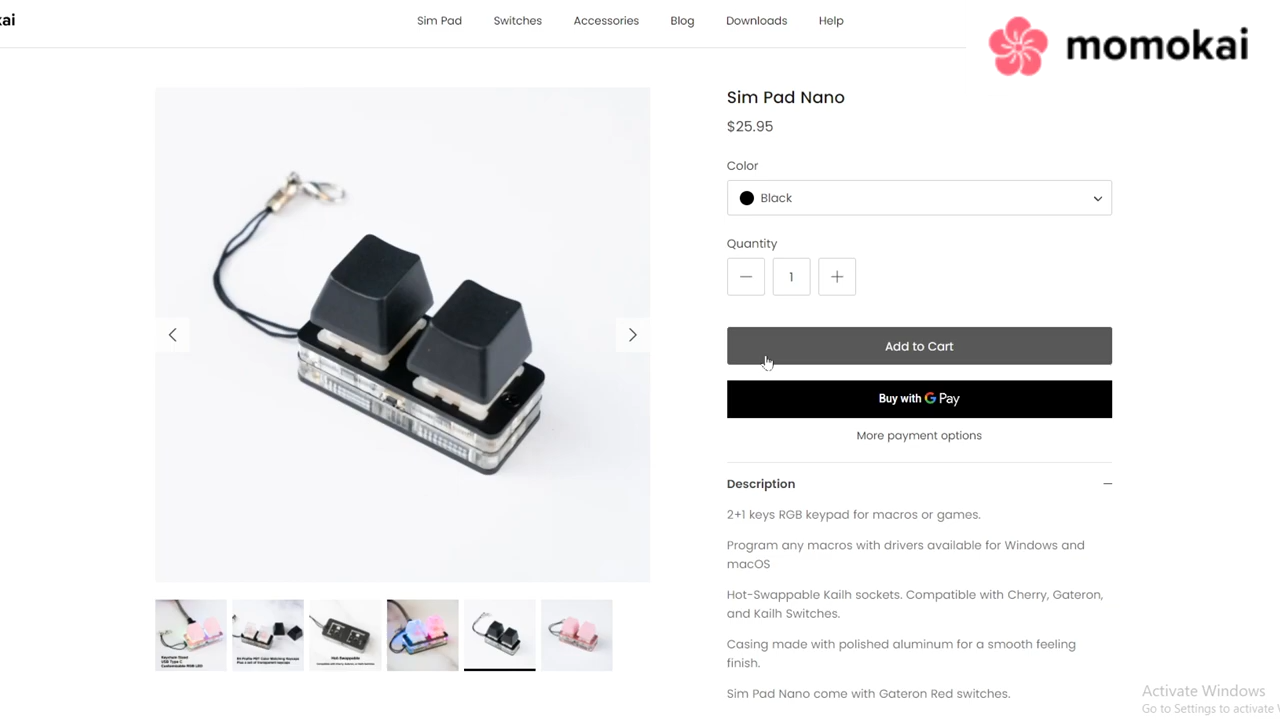 kai
Sim Pad
Switches
Accessories
Blog
Downloads
Help
momokai
Sim Pad Nano
$25.95
Color
Black
Quantity
1
Add to Cart
Buy with G Pay
More payment options
Description
2+1 keys RGB keypad for macros or games.
Program any macros with drivers available for Windows and
macOS
Hot-Swappable Kailh sockets. Compatible with Cherry, Gateron,
and Kailh Switches.
Casing made with polished aluminum for a smooth feeling
finish.
Sim Pad Nano come with Gateron Red switches.
Activate Windows
Go to Settings to activate